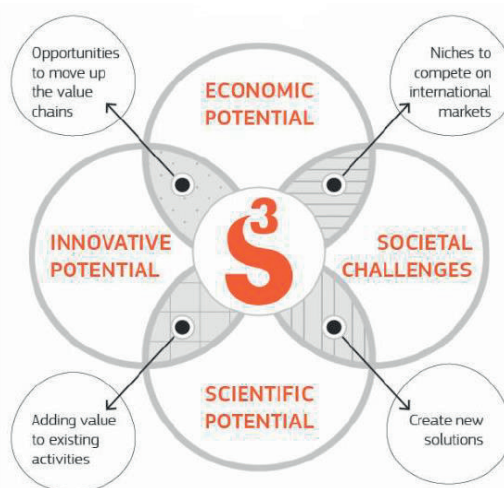 Opportunities
to move up
the value
chains
Niches to
compete on
international
markets
ECONOMIC
POTENTIAL
INNOVATIVE
POTENTIAL
S3
SOCIETAL
CHALLENGES
SCIENTIFIC
POTENTIAL
Adding value
to existing
activities
Create new
solutions